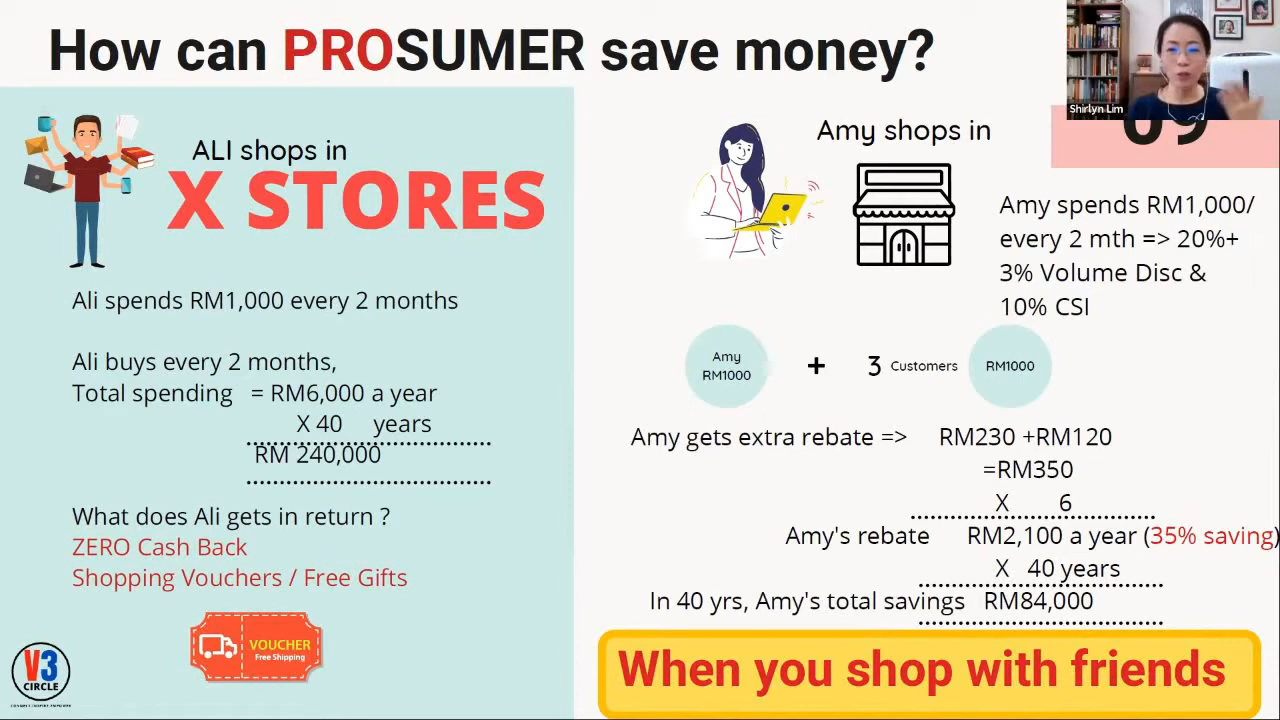 How can PROSUMER save money?
Shirlyn Lim
ALI shops in
X STORES
Ali spends RM1,000 every 2 months
Ali buys every 2 months,
Total spending = RM6,000 a year
X 40 years
RM 240,000
What does Ali gets in return ?
ZERO Cash Back
Shopping Vouchers / Free Gifts
VOUCHER
Free Shipping
V3
CIRCLE
Amy shops in
09
Amy spends RM1,000/
every 2 mth => 20%+
3% Volume Disc &
10% CSI
Amy
RM1000
+ 3 Customers RM1000
Amy gets extra rebate => RM230 +RM120
=RM350
X 6
Amy's rebate RM2,100 a year (35% saving)
X 40 years
In 40 yrs, Amy's total savings RM84,000
When you shop with friends